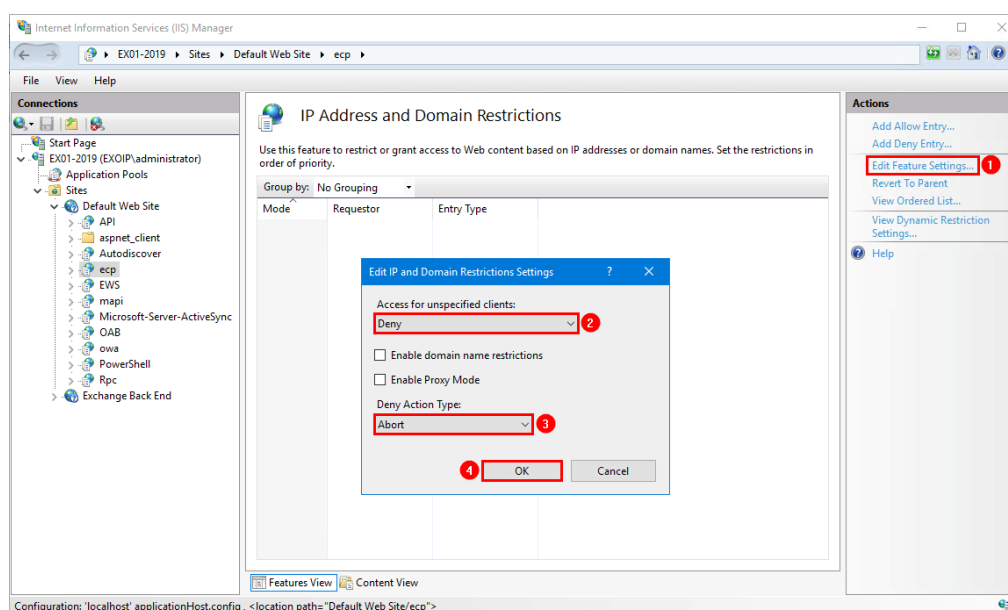 Internet Information Services (IIS) Manager
EX01-2019 Sites Default Web Site ecp
File View Help
Connections
Start Page
EX01-2019 (EXOIP\administrator)
Application Pools
Sites
Default Web Site
API
aspnet_client
Autodiscover
ecp
EWS
mapi
Microsoft-Server-ActiveSync
OAB
owa
PowerShell
Rpc
Exchange Back End
IP Address and Domain Restrictions
Use this feature to restrict or grant access to Web content based on IP addresses or domain names. Set the restrictions in
order of priority.
Group by: No Grouping
Mode Requestor Entry Type
Edit IP and Domain Restrictions Settings ?
Access for unspecified clients:
Deny 2
Enable domain name restrictions
Enable Proxy Mode
Deny Action Type:
Abort 3
4 OK Cancel
Features View Content View
Actions
Add Allow Entry...
Add Deny Entry...
Edit Feature Settings... 1
Revert To Parent
View Ordered List...
View Dynamic Restriction
Settings...
Help
Configuration: 'localhost' applicationHost.config , <location path="Default Web Site/ecp">